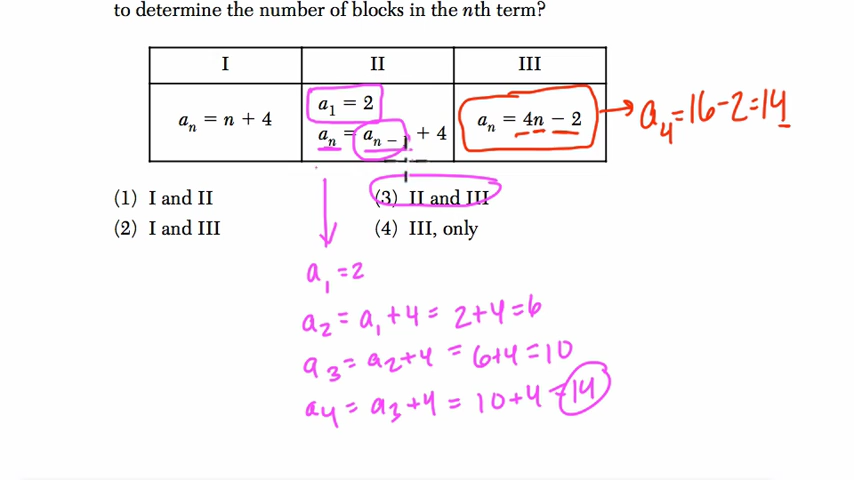 to determine the number of blocks in the nth term?
I II III
aₙ = n + 4
a₁ = 2
aₙ = aₙ₋₁ + 4
aₙ = 4n − 2
a₄=16-2=14
(1) I and II
(3) II and III
(2) I and III
(4) III, only
a₁=2
a₂=a₁+4=2+4=6
a₃=a₂+4=6+4=10
a₄=a₃+4=10+4=14